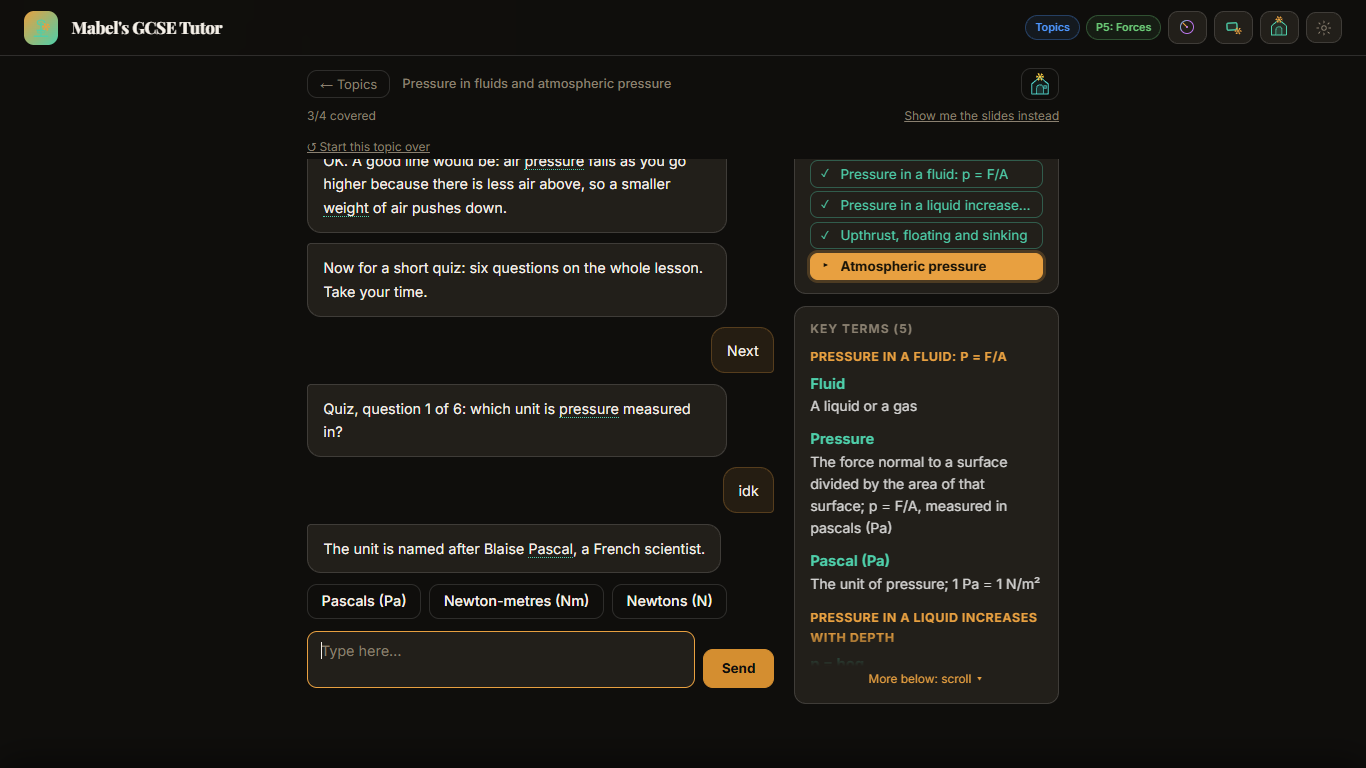 Mabel's GCSE Tutor
Topics
P5: Forces
← Topics
Pressure in fluids and atmospheric pressure
3/4 covered
Show me the slides instead
↺ Start this topic over
OK. A good line would be: air pressure falls as you go
higher because there is less air above, so a smaller
weight of air pushes down.
Now for a short quiz: six questions on the whole lesson.
Take your time.
Next
Quiz, question 1 of 6: which unit is pressure measured
in?
idk
The unit is named after Blaise Pascal, a French scientist.
Pascals (Pa)
Newton-metres (Nm)
Newtons (N)
Type here...
Send
✓ Pressure in a fluid: p = F/A
✓ Pressure in a liquid increase...
✓ Upthrust, floating and sinking
Atmospheric pressure
KEY TERMS (5)
PRESSURE IN A FLUID: P = F/A
Fluid
A liquid or a gas
Pressure
The force normal to a surface
divided by the area of that
surface; p = F/A, measured in
pascals (Pa)
Pascal (Pa)
The unit of pressure; 1 Pa = 1 N/m²
PRESSURE IN A LIQUID INCREASES
WITH DEPTH
More below: scroll ▾